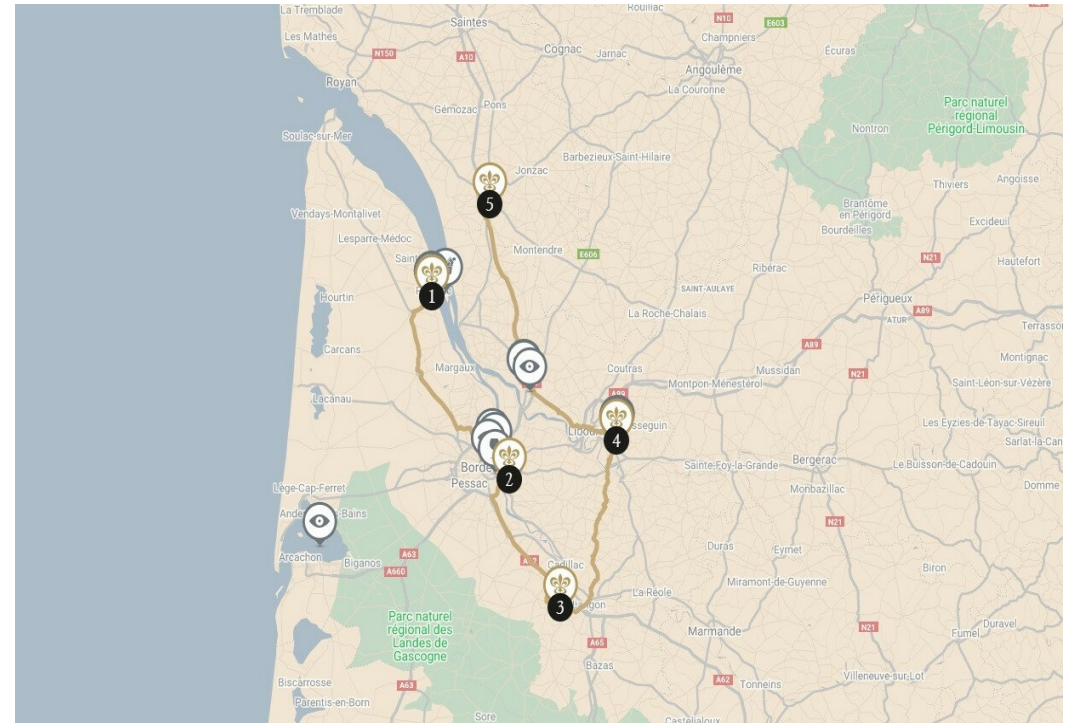 La Tremblade
Saintes
Rouillac
N10
E603
Les Mathes
N150
A10
Cognac
Jarnac
Champniers
Écuras
Royan
Angoulême
La Couronne
Gémozac
Pons
Parc naturel
régional
Périgord-Limousin
Soulac-sur-Mer
Nontron
Barbezieux-Saint-Hilaire
Jonzac
Thiviers
Angoisse
5
Vendays-Montalivet
Brantôme
en Périgord
Bourdeilles
Excideuil
Lesparre-Médoc
Montendre
E606
N21
Hautefort
Ribérac
SAINT-AULAYE
1
Hourtin
Périgueux
La Roche-Chalais
A89
ATUR
Terrasson
Carcans
A89
Montignac
Margaux
Coutras
Mussidan
N21
Montpon-Ménestérol
Saint-Léon-sur-Vézère
Lacanau
A89
Les Eyzies-de-Tayac-Sireuil
4
Sarlat-la-Can
Bergerac
Sainte-Foy-la-Grande
Le Buisson-de-Cadouin
Pessac
2
Monbazillac
Domme
Lège-Cap-Ferret
N21
Duras
Eymet
Arcachon
Biganos
A63
A660
Cadillac
Biron
Miramont-de-Guyenne
La Réole
3
Parc naturel
régional des
Landes de
Gascogne
Marmande
N21
Duravel
Fumel
A65
Bazas
Biscarrosse
A63
A62
Tonneins
Villeneuve-sur-Lot
Parentis-en-Born
Sore
Casteljaloux